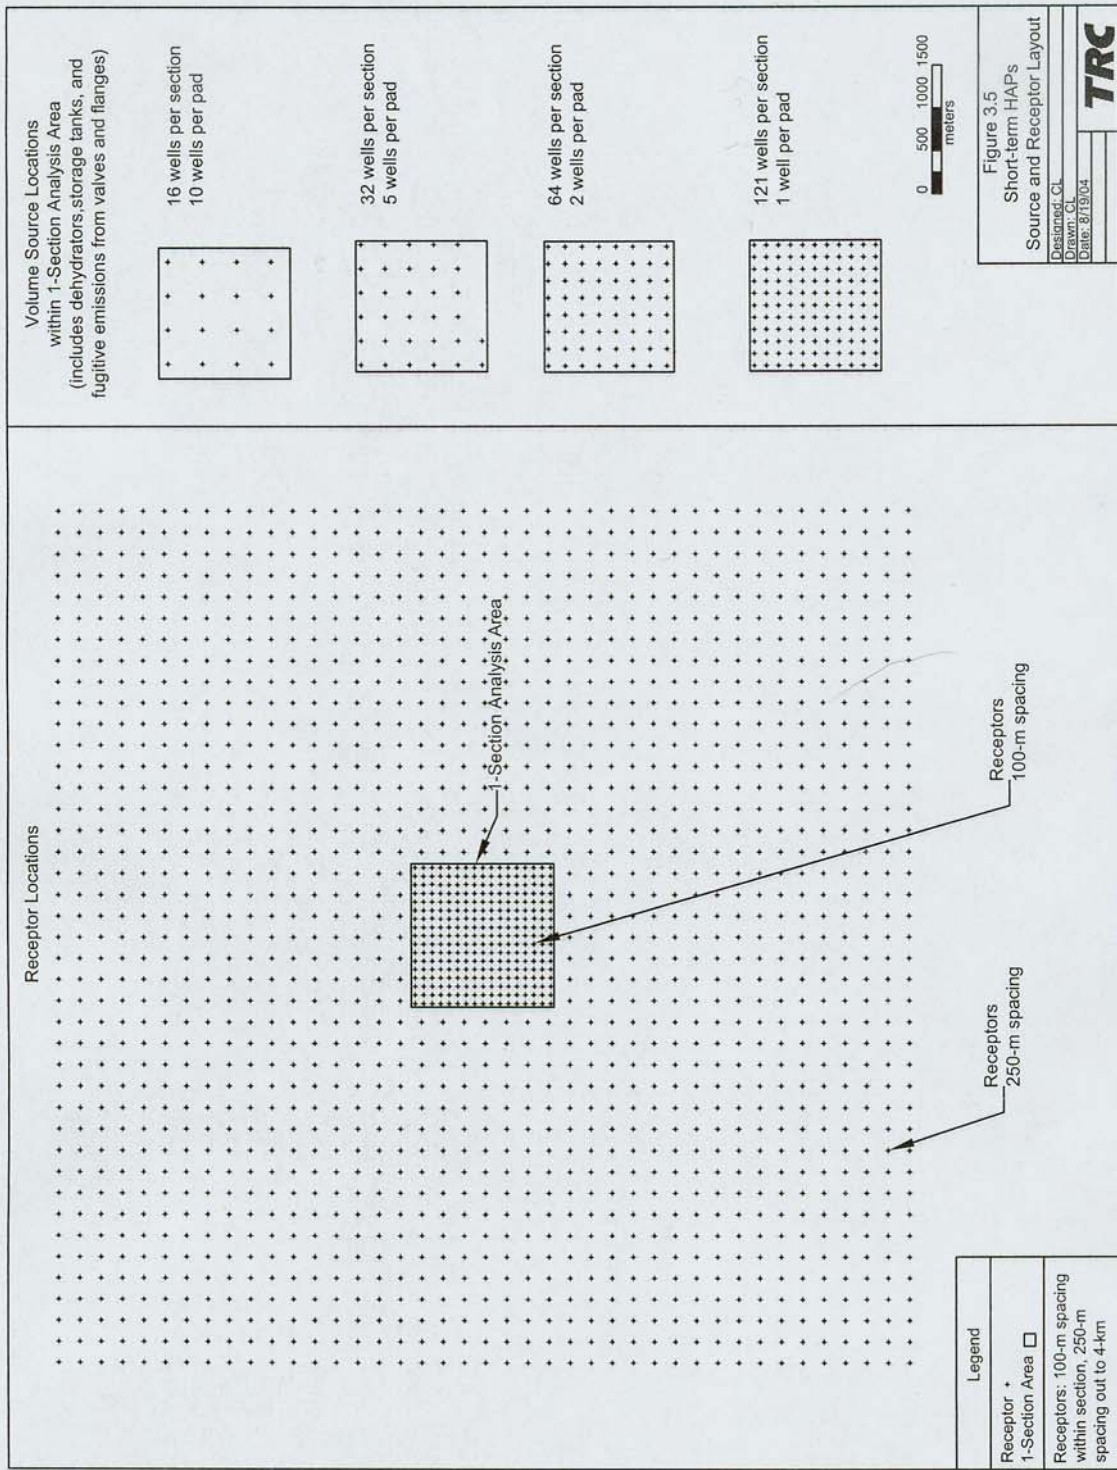 Receptor Locations
1-Section Analysis Area
Receptors
100-m spacing
Receptors
250-m spacing
Legend
Receptor +
1-Section Area
Receptors: 100-m spacing
within section, 250-m
spacing out to 4-km
Volume Source Locations
within 1-Section Analysis Area
(includes dehydrators,storage tanks, and
fugitive emissions from valves and flanges)
16 wells per section
10 wells per pad
32 wells per section
5 wells per pad
64 wells per section
2 wells per pad
121 wells per section
1 well per pad
0 500 1000 1500
meters
Figure 3.5
Short-term HAPs
Source and Receptor Layout
Designed: CL
Drawn: CL
Date: 8/19/04
TRC